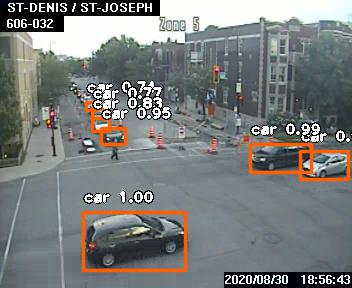 ST-DENIS / ST-JOSEPH
606-032
Zone 5
car 0.74
car 0.77
car 0.83
car 0.95
car 0.99
car 1.00
2020/08/30 18:56:43